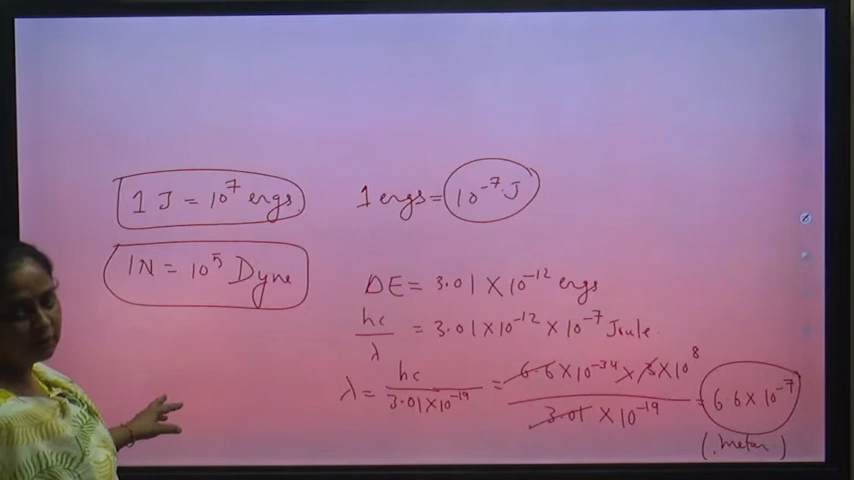 1 J = 10⁷ ergs
1 ergs = 10⁻⁷ J
1N = 10⁵ Dyne
DE = 3.01 × 10⁻¹² ergs
hc/λ = 3.01 × 10⁻¹² × 10⁻⁷ Joule
λ = hc/3.01 × 10⁻¹⁹ = 6.6 × 10⁻³⁴ × 3 × 10⁸/3.01 × 10⁻¹⁹ = 6.6 × 10⁻⁷
(meter)